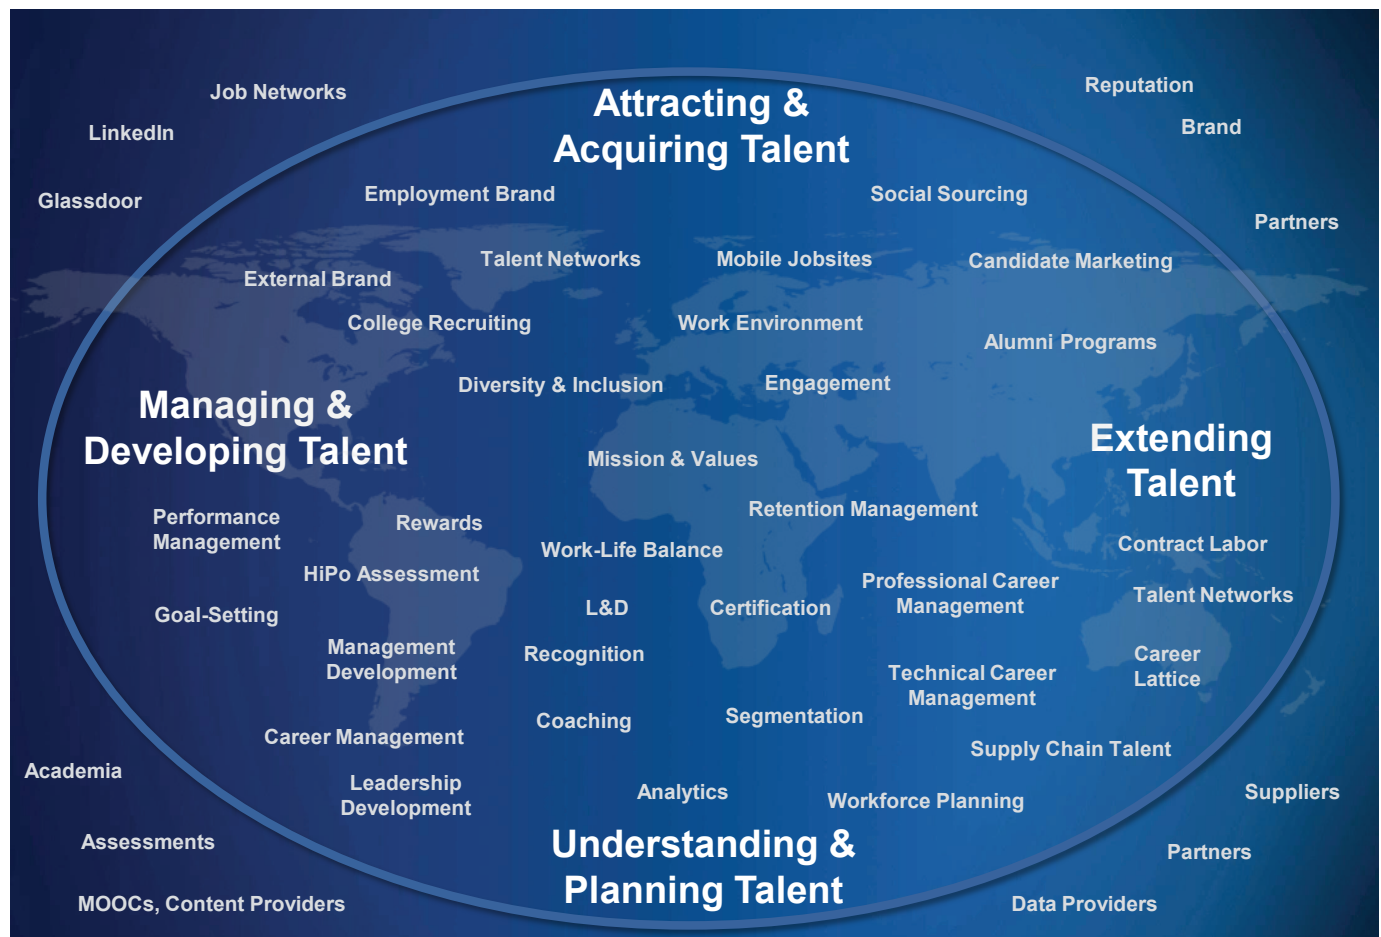 Job Networks
Reputation
Attracting &
Acquiring Talent
LinkedIn
Brand
Glassdoor
Employment Brand
Social Sourcing
Partners
Talent Networks
Mobile Jobsites
Candidate Marketing
External Brand
College Recruiting
Work Environment
Alumni Programs
Diversity & Inclusion
Engagement
Managing &
Developing Talent
Extending
Talent
Mission & Values
Retention Management
Performance
Management
Rewards
Work-Life Balance
Contract Labor
HiPo Assessment
Professional Career
Management
Talent Networks
Goal-Setting
L&D
Certification
Management
Development
Recognition
Career
Lattice
Technical Career
Management
Coaching
Segmentation
Career Management
Supply Chain Talent
Academia
Leadership
Development
Analytics
Workforce Planning
Suppliers
Assessments
Understanding &
Planning Talent
Partners
MOOCs, Content Providers
Data Providers